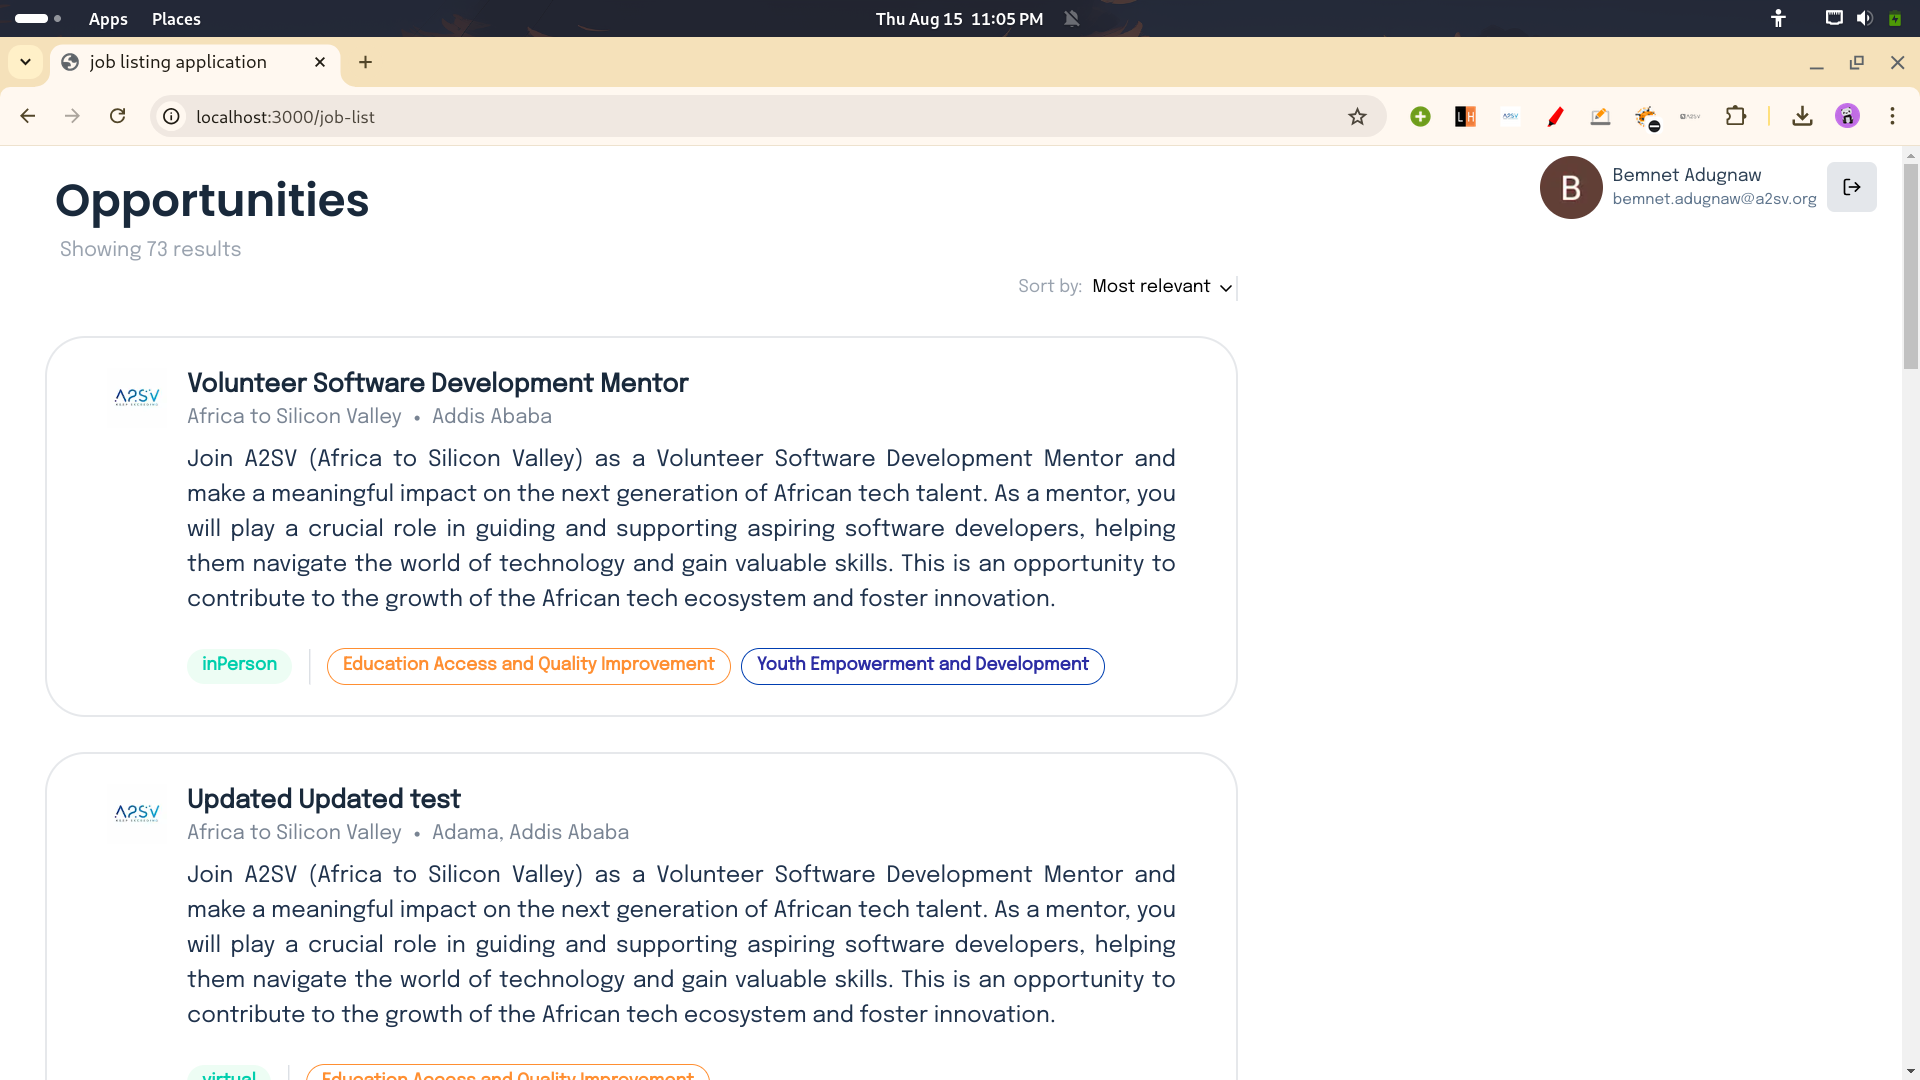 Apps Places Thu Aug 15 11:05 PM
job listing application
localhost:3000/job-list
LH A2SV A2SV
Opportunities
B Bemnet Adugnaw
bemnet.adugnaw@a2sv.org
Showing 73 results
Sort by: Most relevant
Volunteer Software Development Mentor
A2SV
Africa to Silicon Valley • Addis Ababa
Join A2SV (Africa to Silicon Valley) as a Volunteer Software Development Mentor and
make a meaningful impact on the next generation of African tech talent. As a mentor, you
will play a crucial role in guiding and supporting aspiring software developers, helping
them navigate the world of technology and gain valuable skills. This is an opportunity to
contribute to the growth of the African tech ecosystem and foster innovation.
inPerson Education Access and Quality Improvement Youth Empowerment and Development
Updated Updated test
A2SV
Africa to Silicon Valley • Adama, Addis Ababa
Join A2SV (Africa to Silicon Valley) as a Volunteer Software Development Mentor and
make a meaningful impact on the next generation of African tech talent. As a mentor, you
will play a crucial role in guiding and supporting aspiring software developers, helping
them navigate the world of technology and gain valuable skills. This is an opportunity to
contribute to the growth of the African tech ecosystem and foster innovation.
virtual Education Access and Quality Improvement